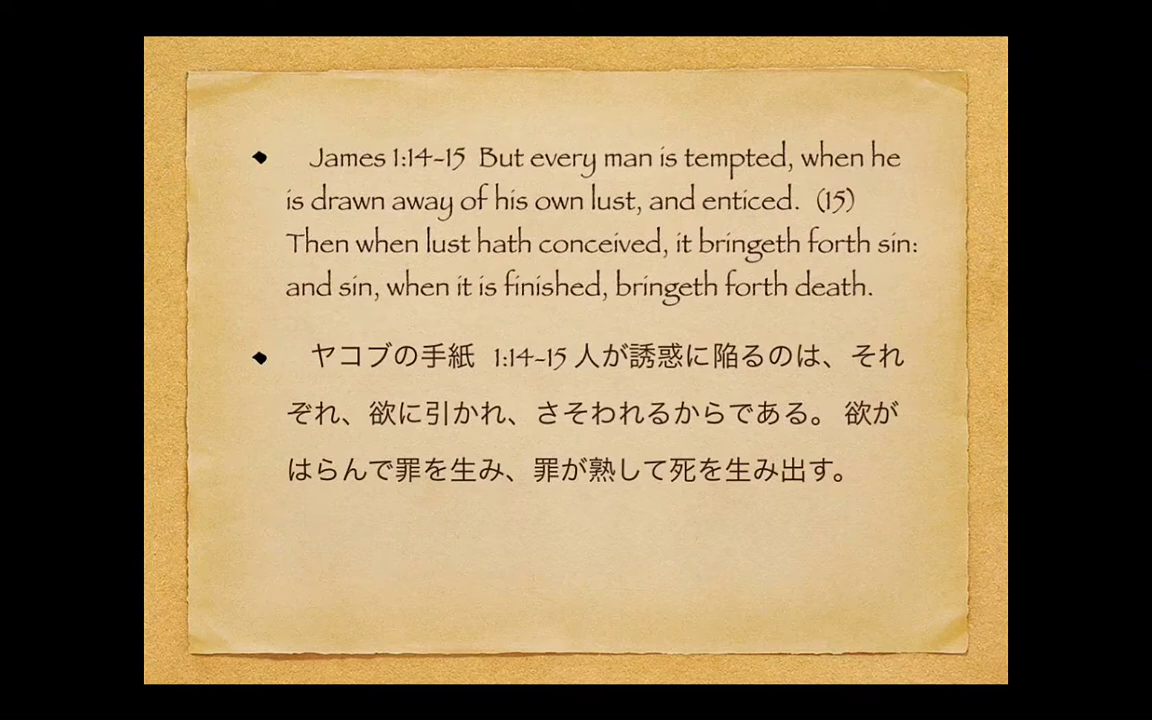 James 1:14-15 But every man is tempted, when he
is drawn away of his own lust, and enticed. (15)
Then when lust hath conceived, it bringeth forth sin:
and sin, when it is finished, bringeth forth death.
ヤコブの手紙 1:14-15 人が誘惑に陥るのは、それ
ぞれ、欲に引かれ、さそわれるからである。 欲が
はらんで罪を生み、罪が熟して死を生み出す。